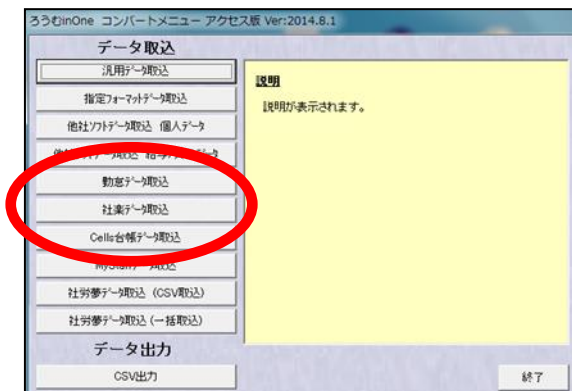 ろうむinOne コンバートメニュー アクセス版 Ver:2014.8.1
データ取込
汎用ﾃﾞｰﾀ取込
指定ﾌｫｰﾏｯﾄﾃﾞｰﾀ取込
他社ｿﾌﾄﾃﾞｰﾀ取込 個人ﾃﾞｰﾀ
勤怠ﾃﾞｰﾀ取込
社楽ﾃﾞｰﾀ取込
Cells台帳ﾃﾞｰﾀ取込
社労夢ﾃﾞｰﾀ取込 (CSV取込)
社労夢ﾃﾞｰﾀ取込 (一括取込)
データ出力
CSV出力
説明
説明が表示されます。
終了